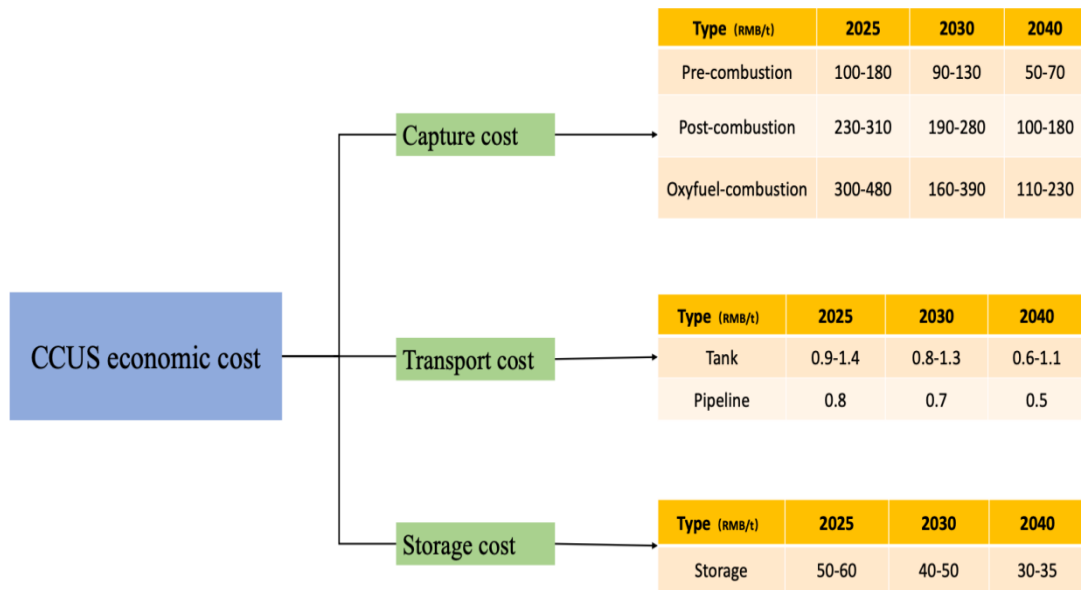 Type (RMB/t) 2025 2030 2040
Pre-combustion 100-180 90-130 50-70
Post-combustion 230-310 190-280 100-180
Oxyfuel-combustion 300-480 160-390 110-230
Capture cost
CCUS economic cost
Transport cost
Type (RMB/t) 2025 2030 2040
Tank 0.9-1.4 0.8-1.3 0.6-1.1
Pipeline 0.8 0.7 0.5
Storage cost
Type (RMB/t) 2025 2030 2040
Storage 50-60 40-50 30-35